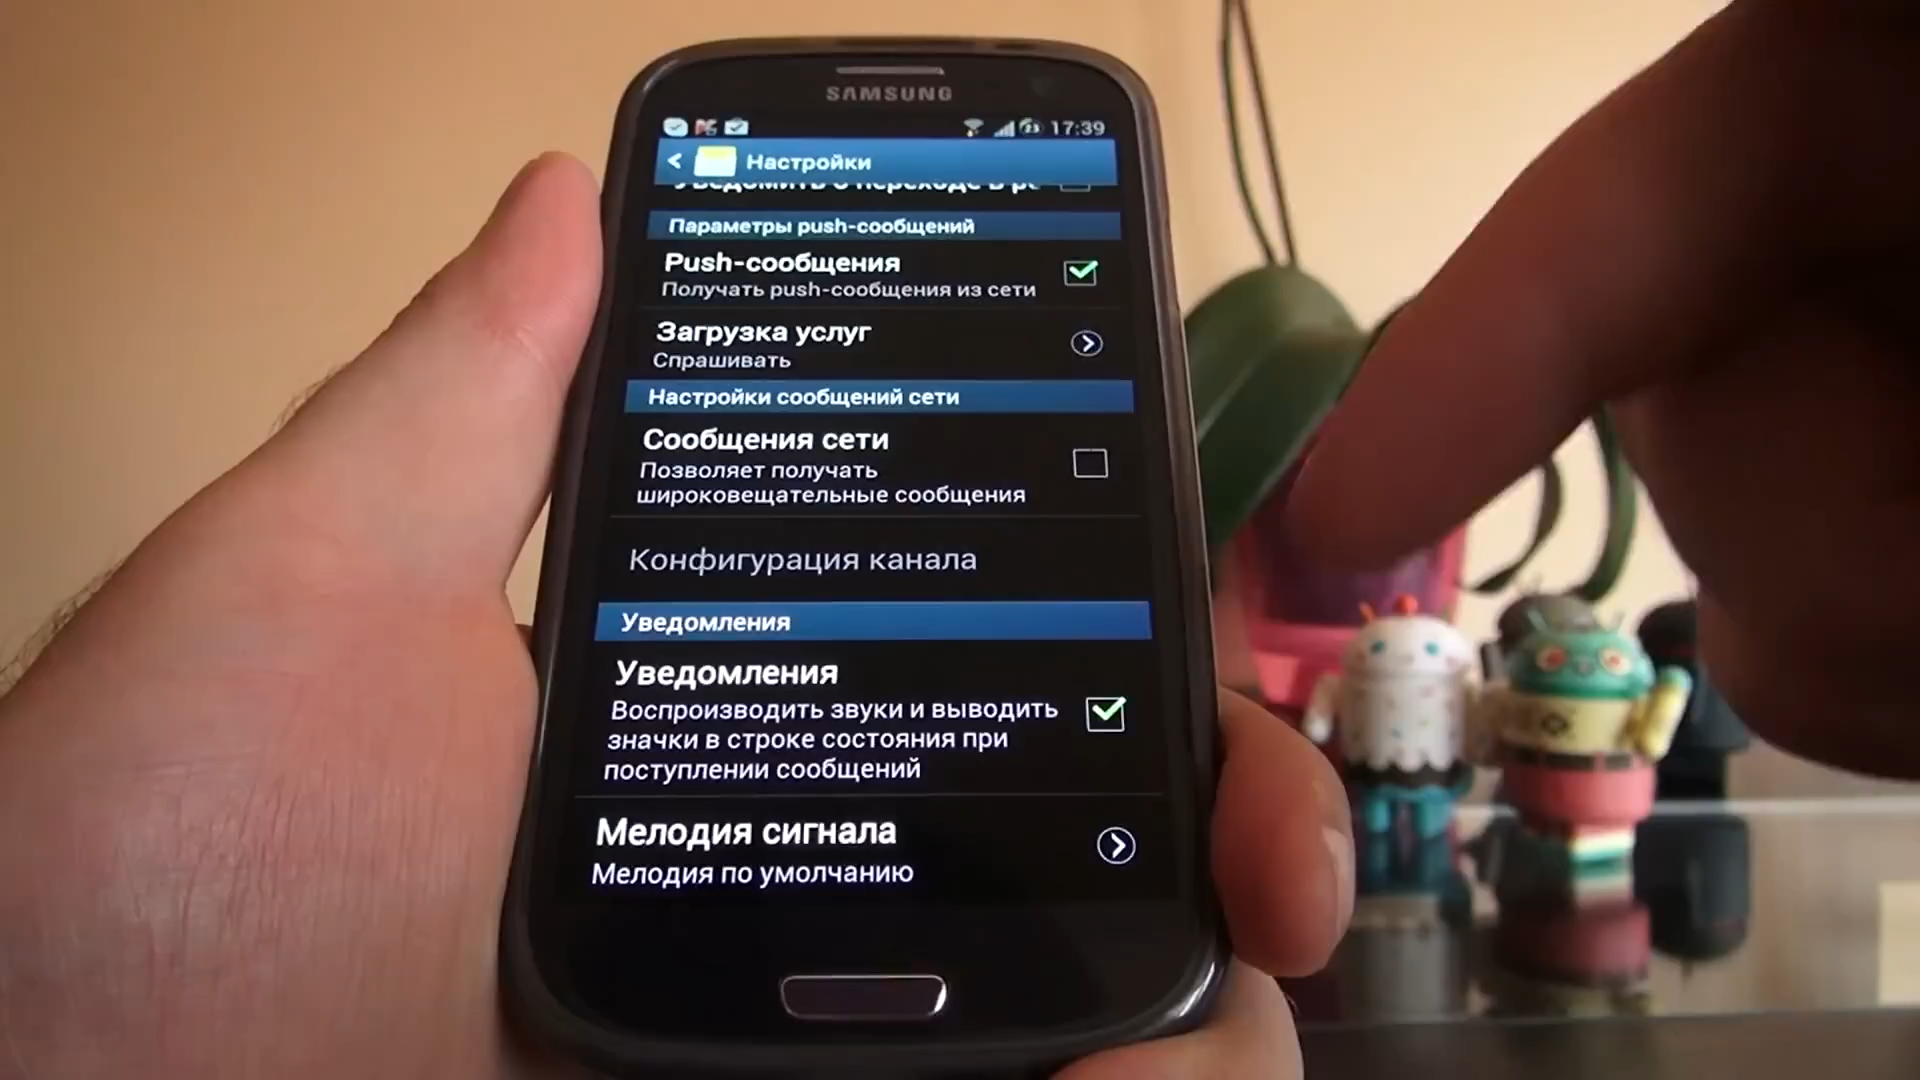 SAMSUNG
17:39
Настройки
Уведомить о переходе в р
Параметры push-сообщений
Push-сообщения
Получать push-сообщения из сети
Загрузка услуг
Спрашивать
Настройки сообщений сети
Сообщения сети
Позволяет получать
широковещательные сообщения
Конфигурация канала
Уведомления
Уведомления
Воспроизводить звуки и выводить
значки в строке состояния при
поступлении сообщений
Мелодия сигнала
Мелодия по умолчанию